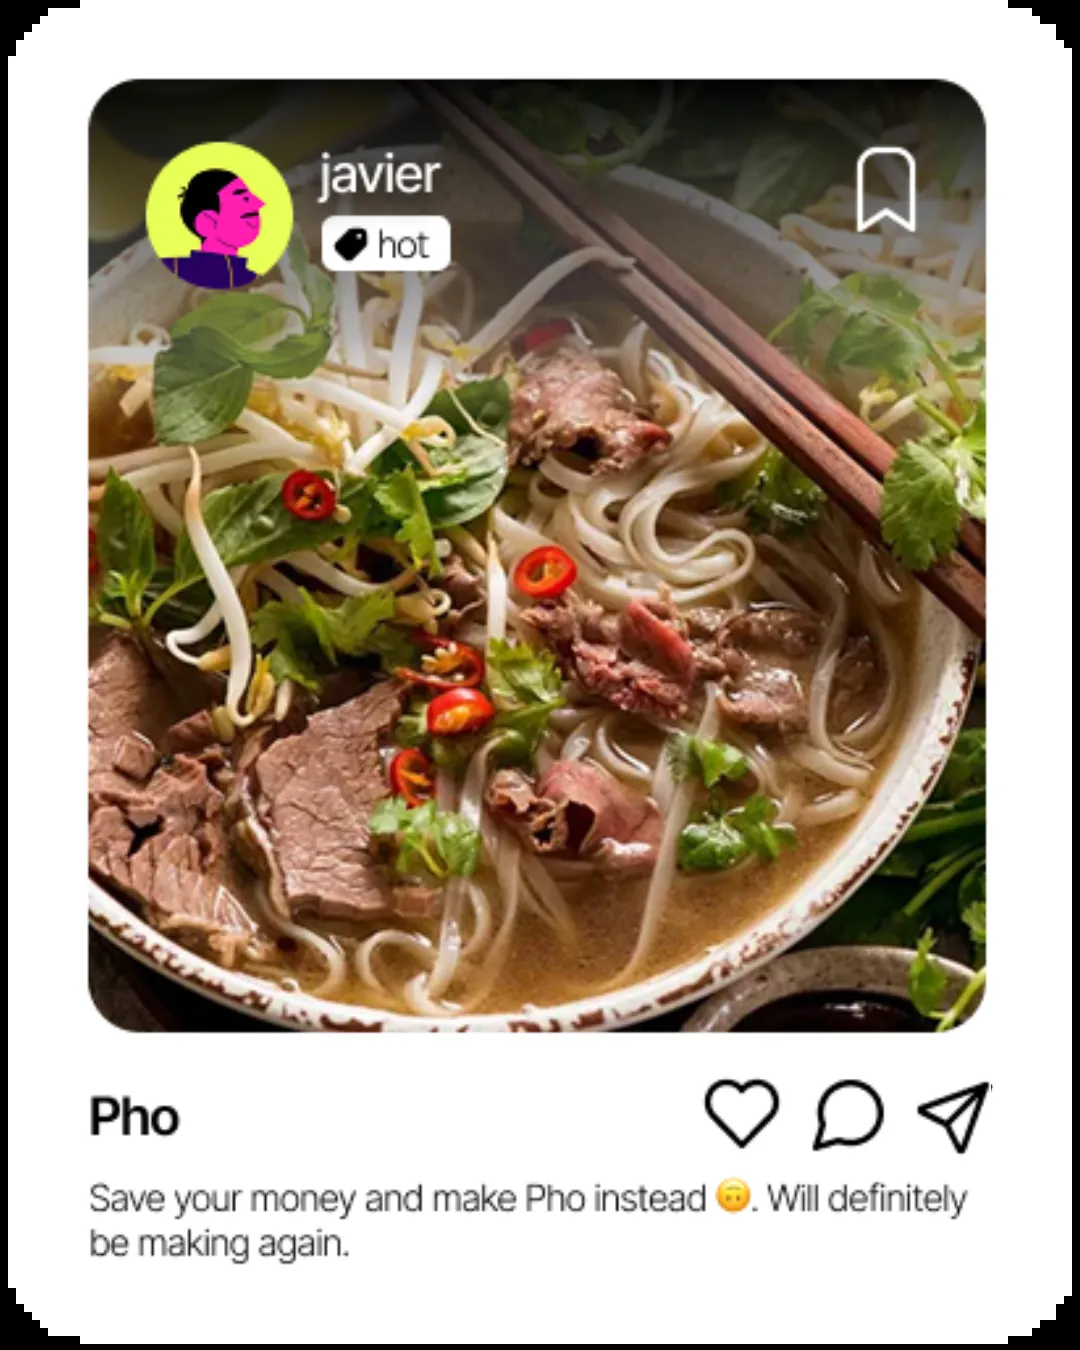 javier
hot
Pho
Save your money and make Pho instead 🙃. Will definitely
be making again.